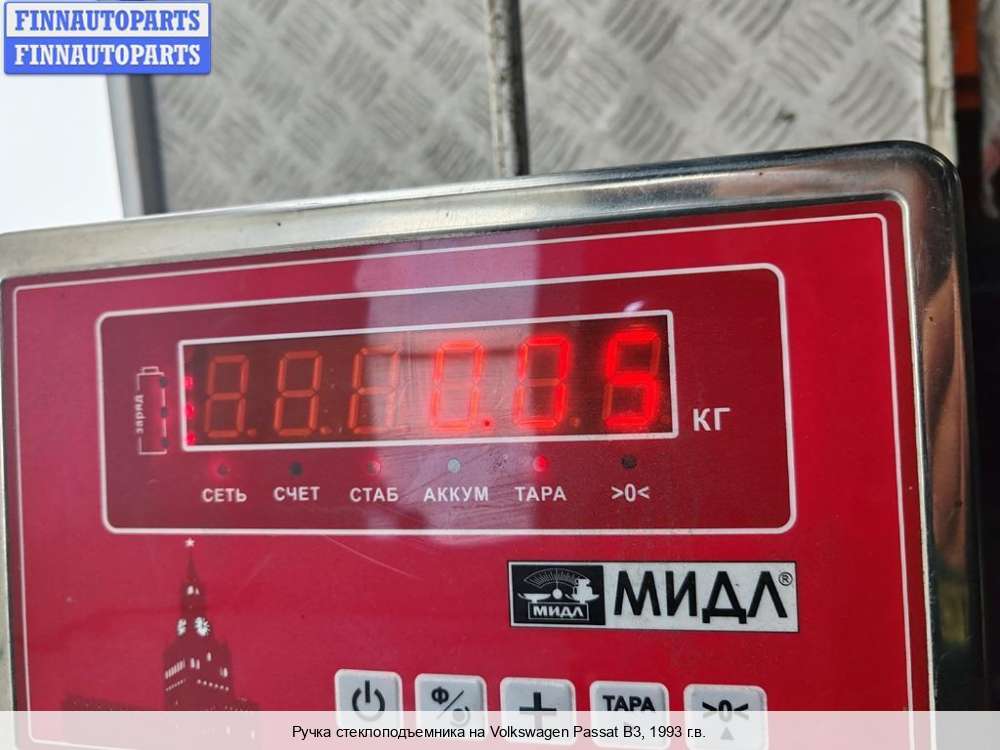 FINNAUTOPARTS
FINNAUTOPARTS
заряд
0.05 КГ
СЕТЬ СЧЕТ СТАБ АККУМ ТАРА >0<
МИДЛ МИДЛ®
Ф/ + ТАРА >0<
Ручка стеклоподъемника на Volkswagen Passat B3, 1993 г.в.